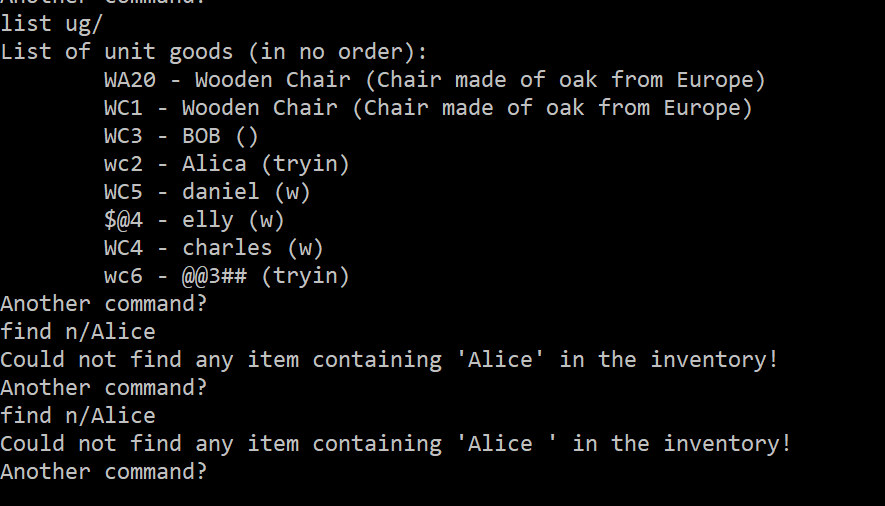 Another command?
list ug/
List of unit goods (in no order):
WA20 - Wooden Chair (Chair made of oak from Europe)
WC1 - Wooden Chair (Chair made of oak from Europe)
WC3 - BOB ()
wc2 - Alica (tryin)
WC5 - daniel (w)
$@4 - elly (w)
WC4 - charles (w)
wc6 - @@3## (tryin)
Another command?
find n/Alice
Could not find any item containing 'Alice' in the inventory!
Another command?
find n/Alice
Could not find any item containing 'Alice ' in the inventory!
Another command?